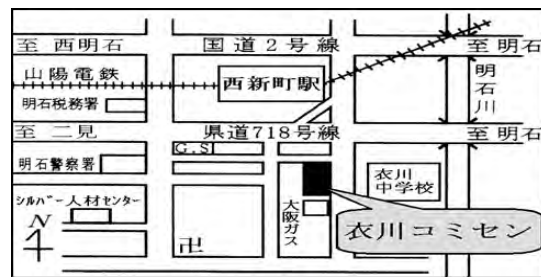 至 西明石
国道2号線
至 明石
山陽電鉄
西新町駅
明石川
明石税務署
至 二見
県道718号線
至 明石
G.S
明石警察署
衣川
中学校
シルバー人材センター
大阪ガス
N
卍
衣川コミセン